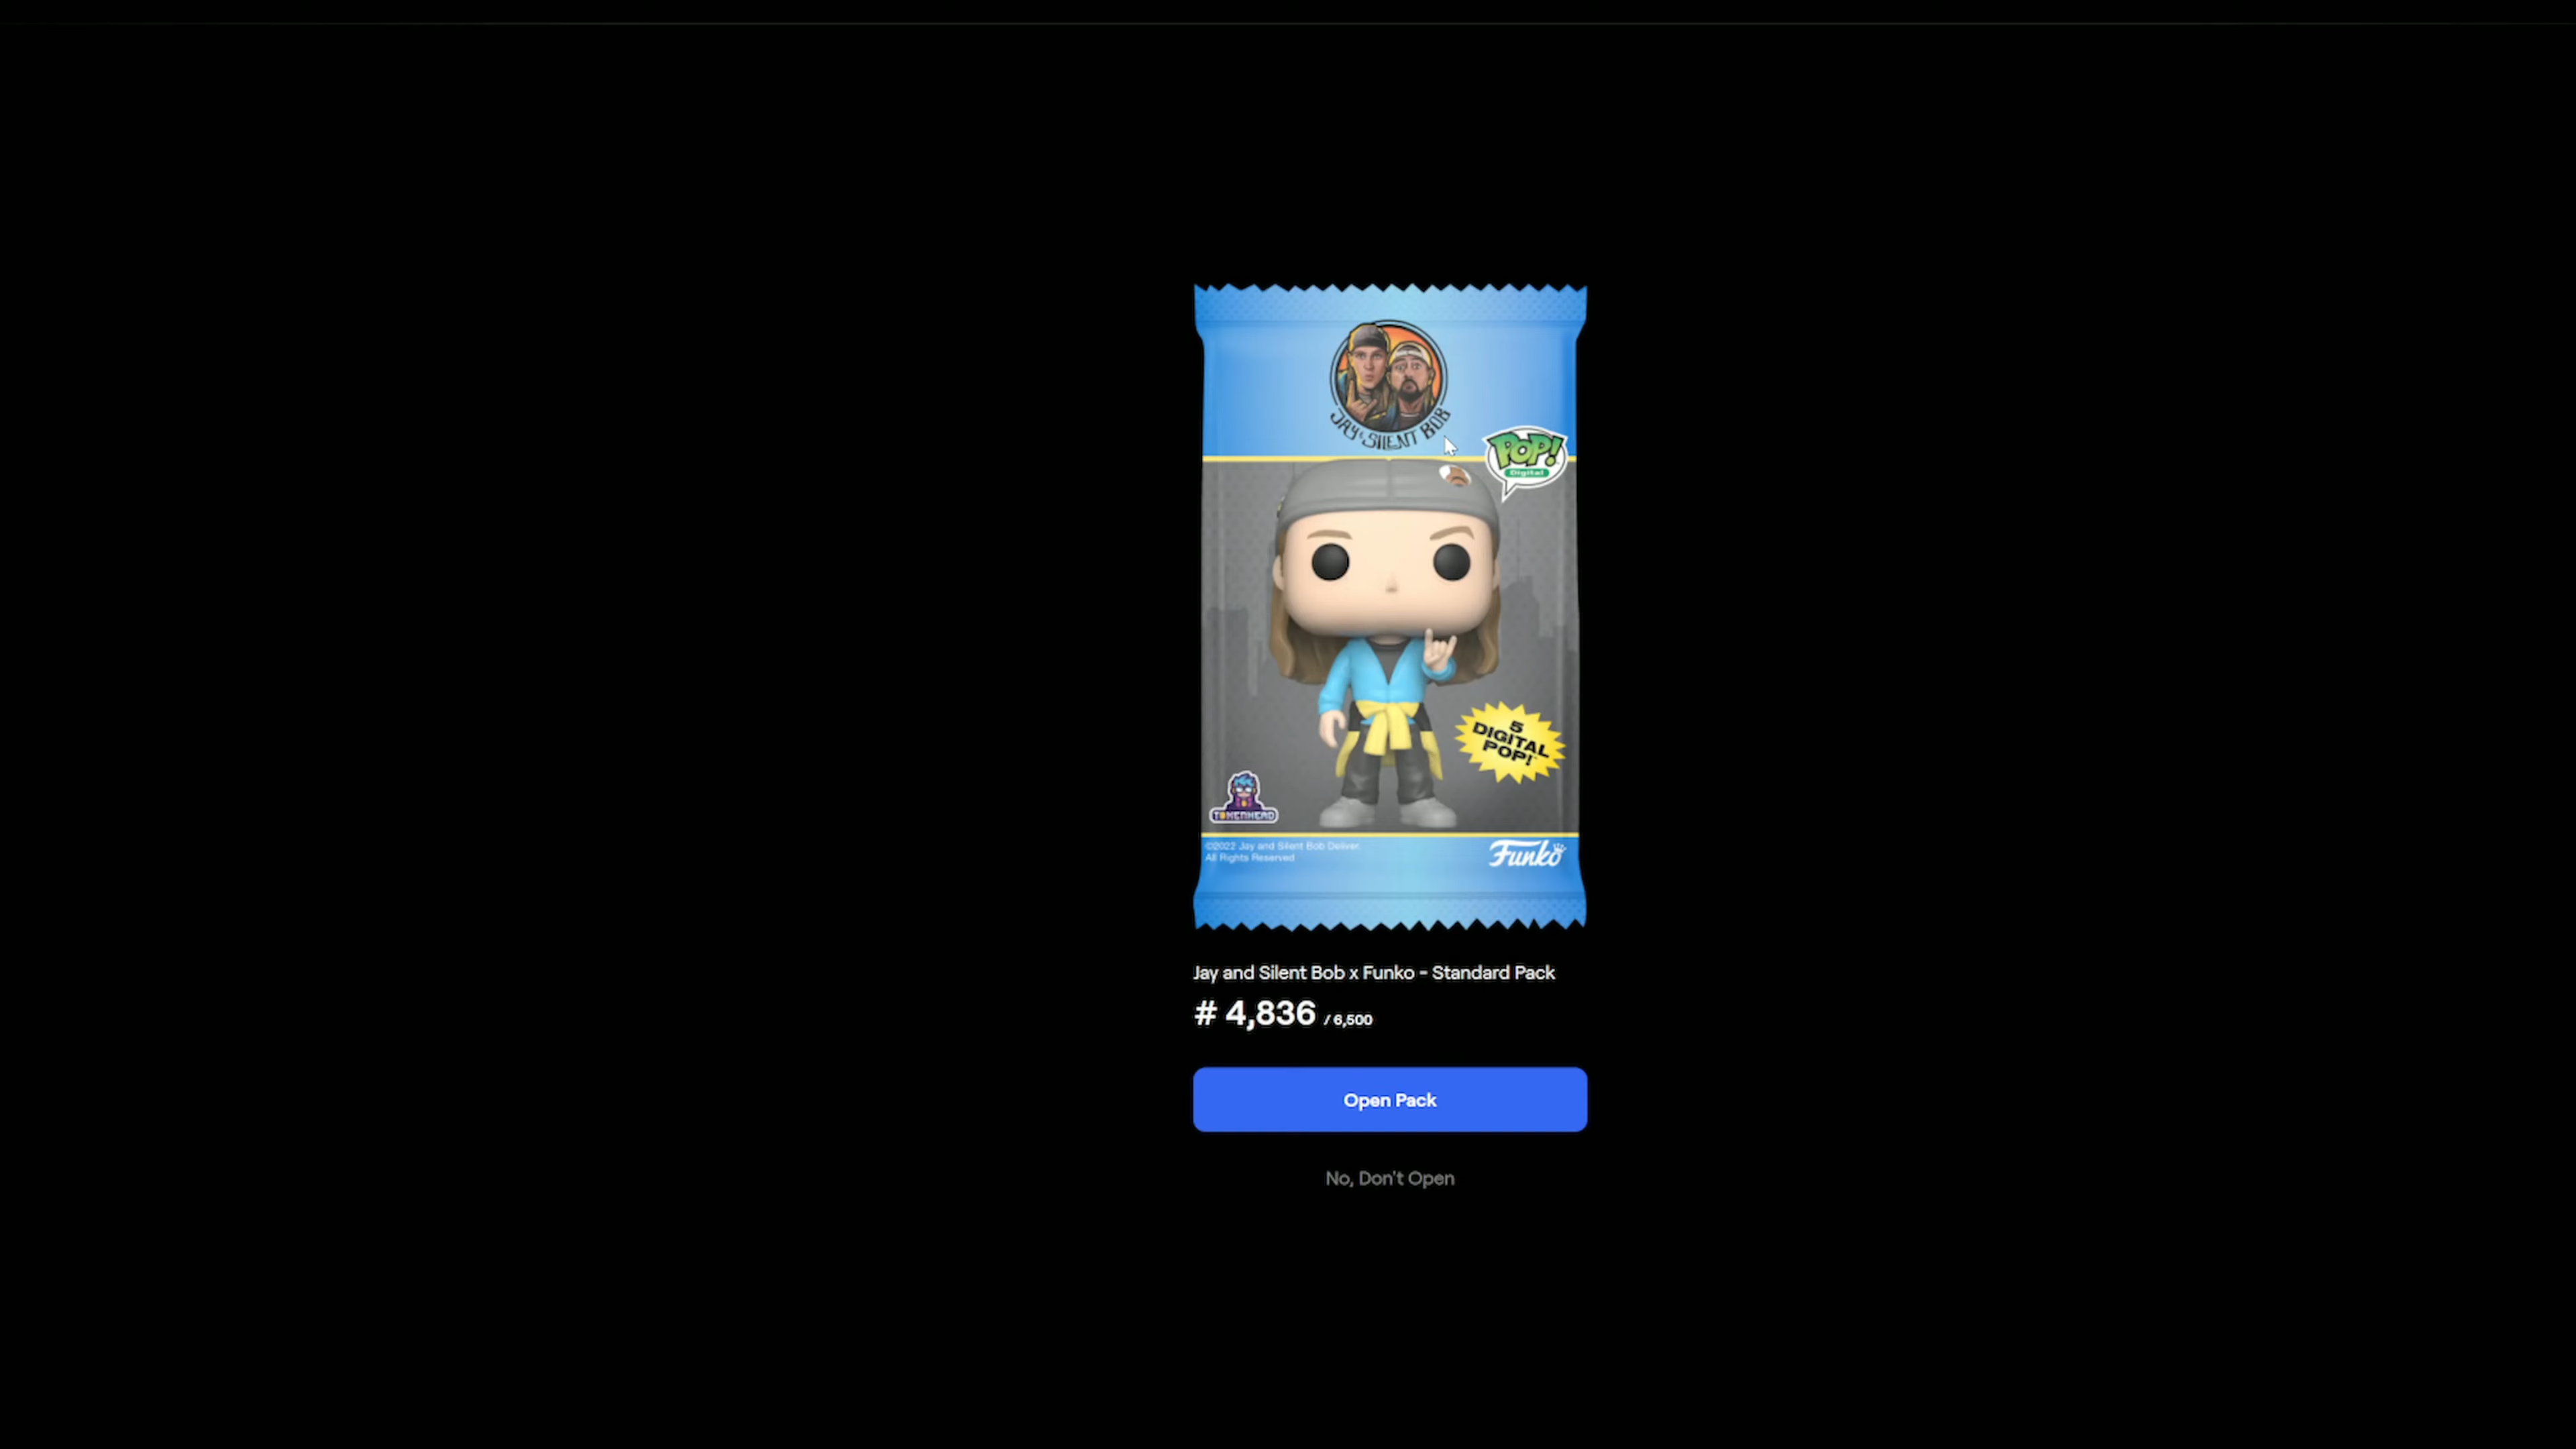 JAY & SILENT BOB
POP!
Digital
5
DIGITAL
POP!
TOKENHEAD
©2022 Jay and Silent Bob Deliver.
All Rights Reserved
Funko
Jay and Silent Bob x Funko - Standard Pack
# 4,836 / 6,500
Open Pack
No, Don't Open